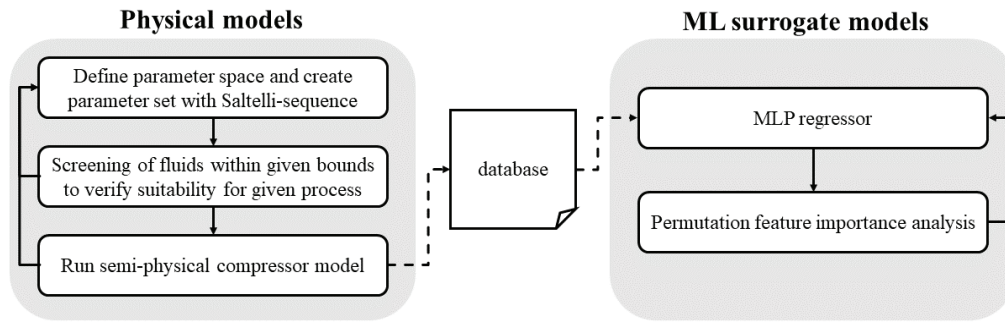 Physical models
Define parameter space and create
parameter set with Saltelli-sequence
Screening of fluids within given bounds
to verify suitability for given process
Run semi-physical compressor model
database
ML surrogate models
MLP regressor
Permutation feature importance analysis